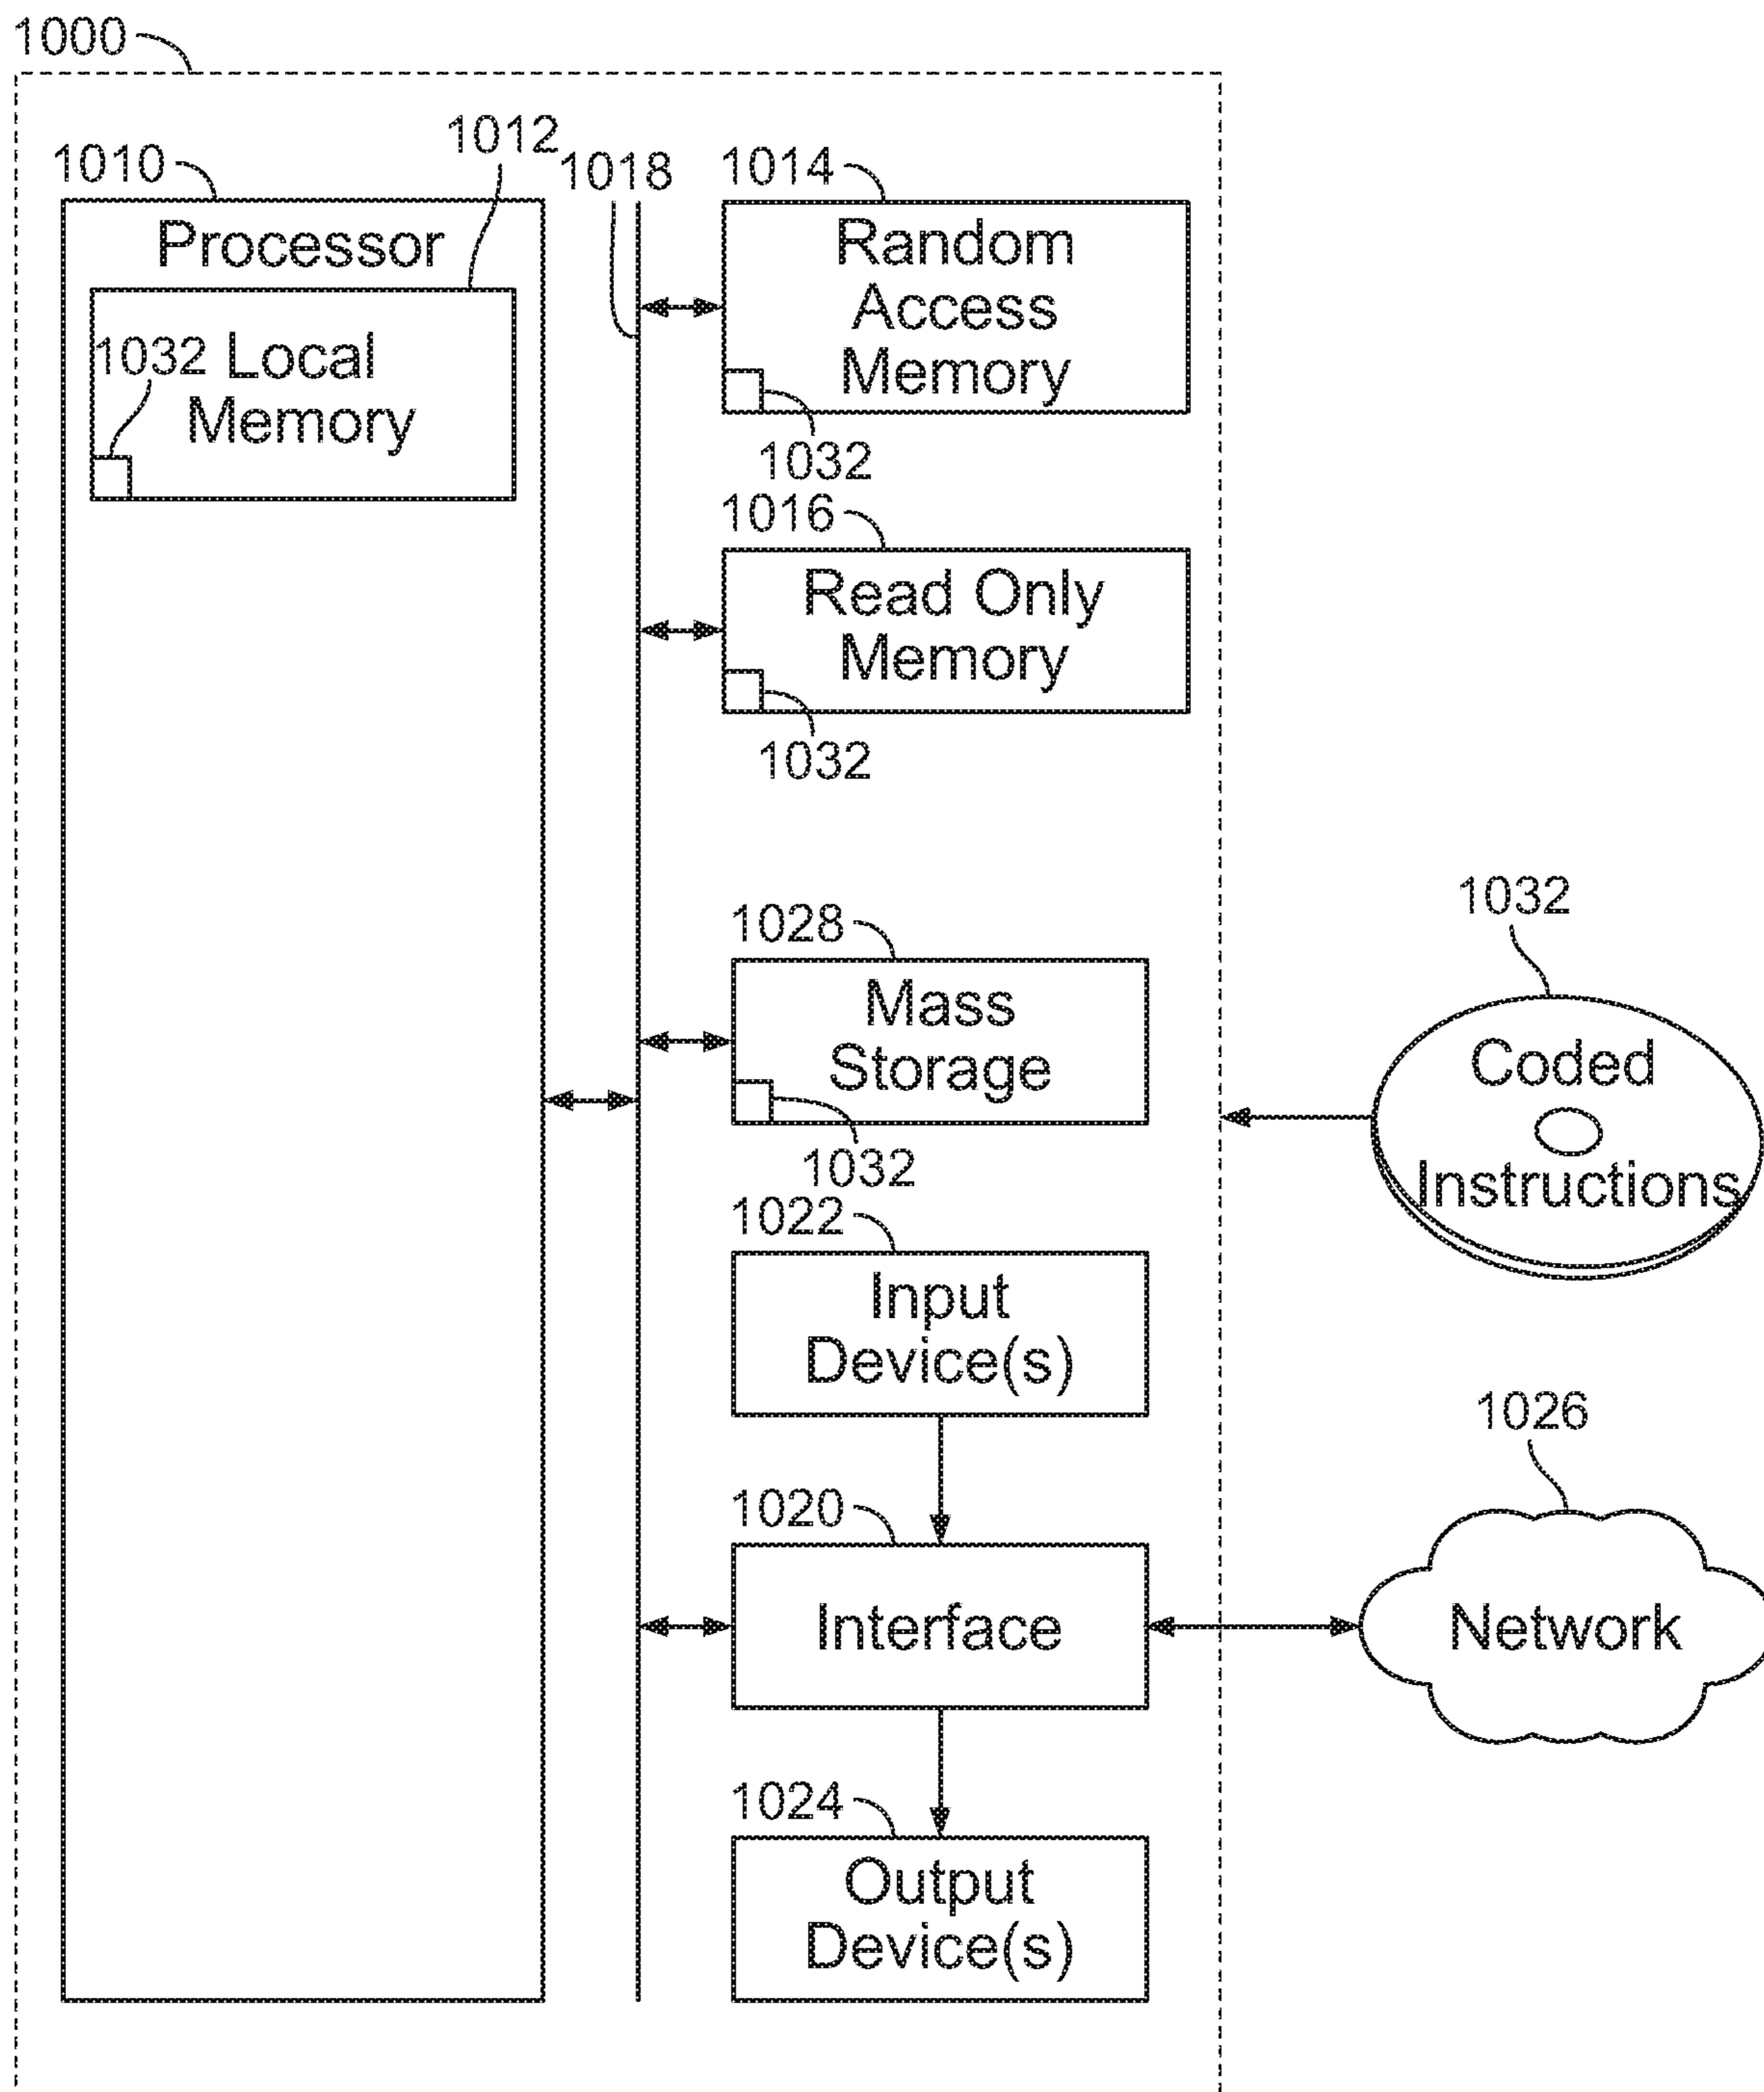 1000
1010
1012
1018
1014
Processor
1032
Local
Memory
Random
Access
Memory
1032
1016
Read Only
Memory
1032
1028
Mass
Storage
1032
1032
Coded
Instructions
1022
Input
Device(s)
1020
Interface
1026
Network
1024
Output
Device(s)